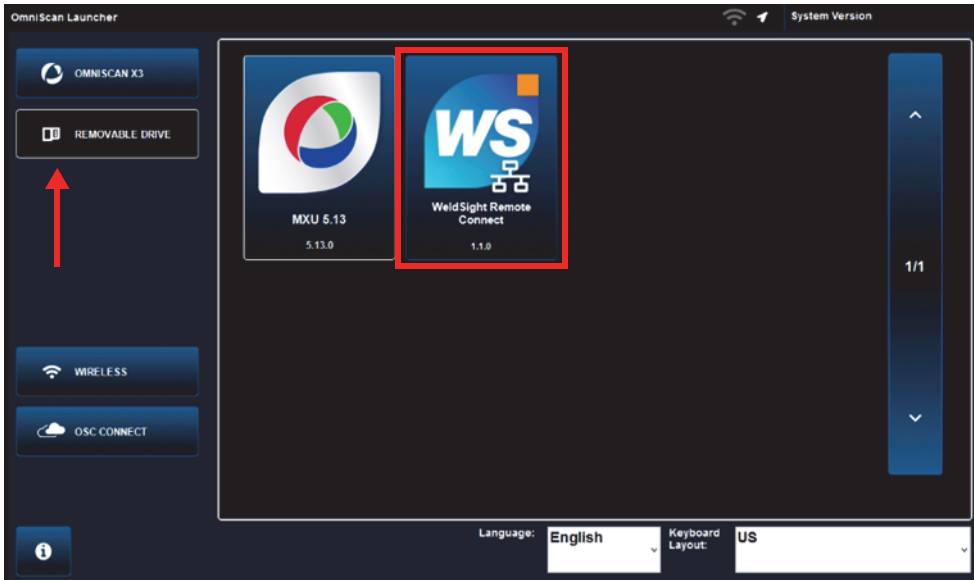 OmniScan Launcher
System Version
OMNISCAN X3
REMOVABLE DRIVE
WIRELESS
OSC CONNECT
MXU 5.13
5.13.0
WS
WeldSight Remote
Connect
1.1.0
1/1
Language:
English
Keyboard
Layout:
US